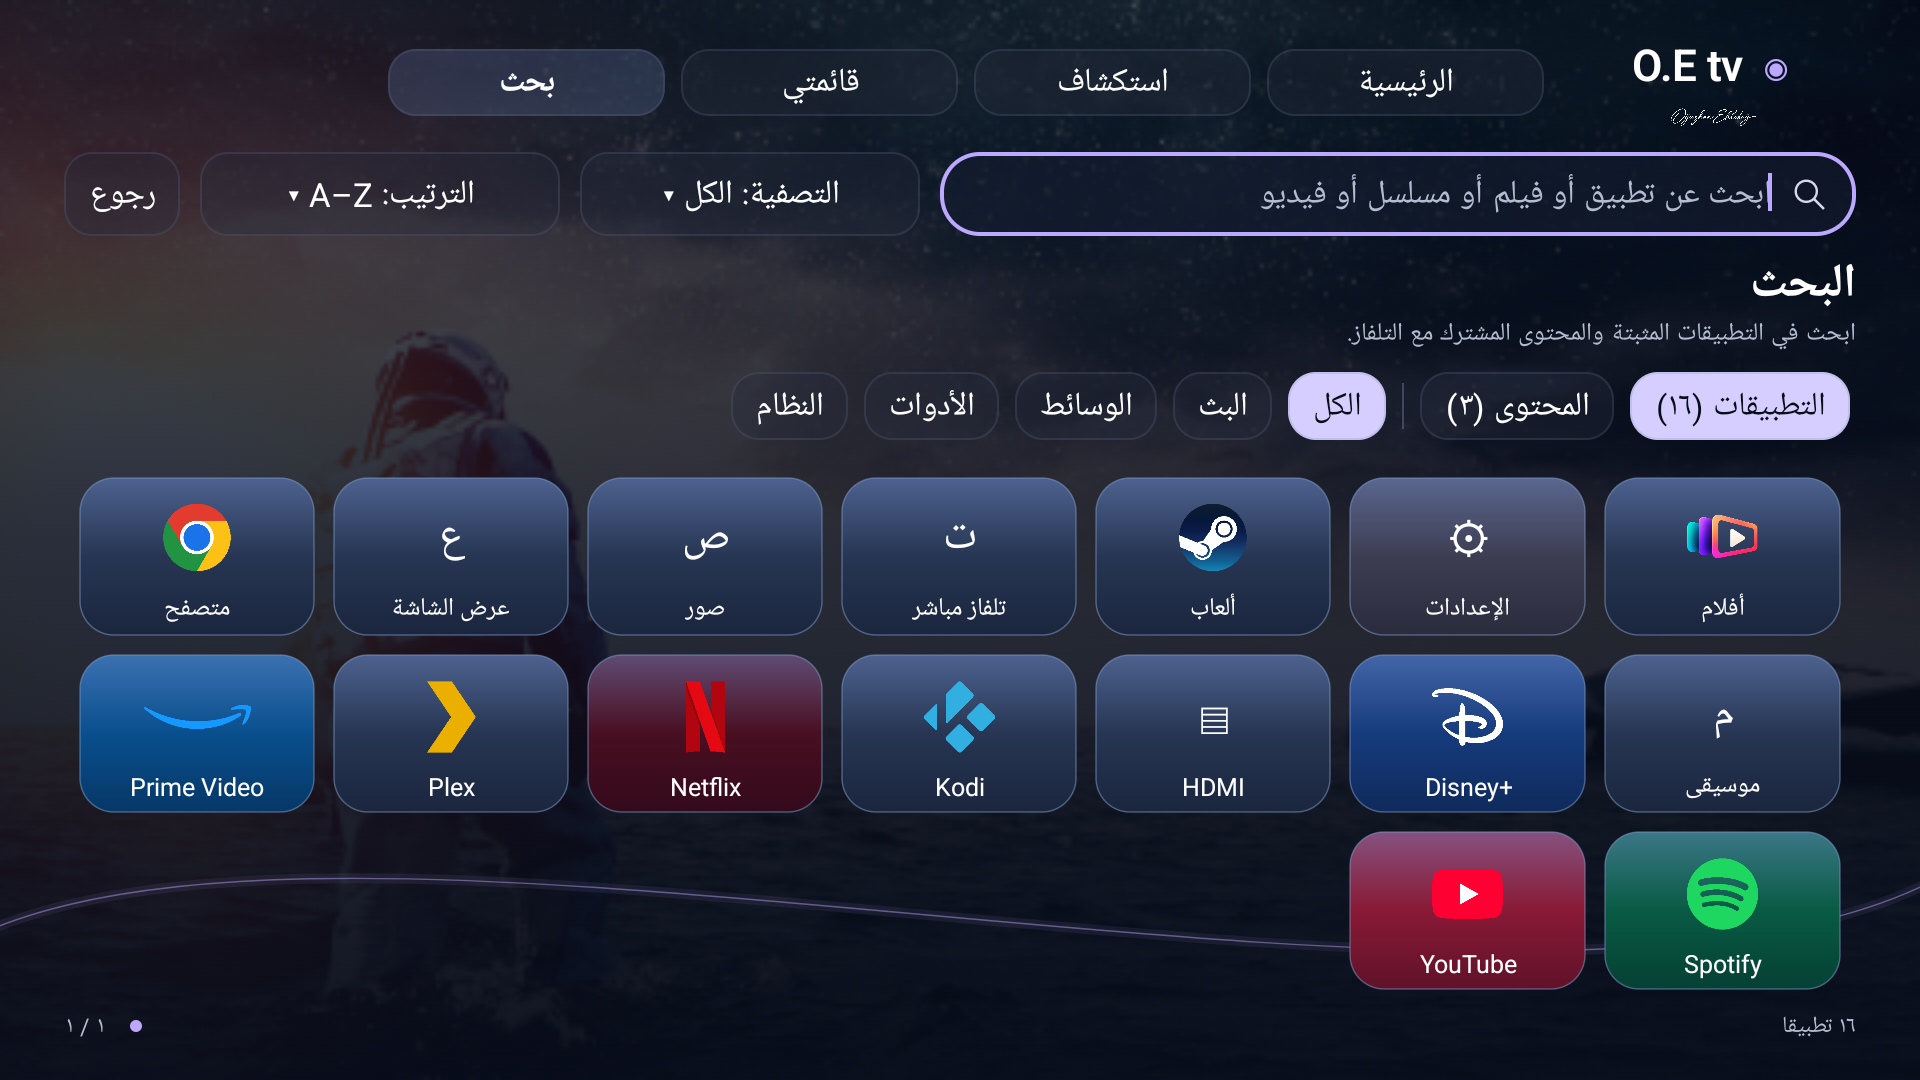 O.E tv
الرئيسية
استكشاف
قائمتي
بحث
ابحث عن تطبيق أو فيلم أو مسلسل أو فيديو
التصفية: الكل ▾
الترتيب: A–Z ▾
رجوع
البحث
ابحث في التطبيقات المثبتة والمحتوى المشترك مع التلفاز.
التطبيقات (١٦)
المحتوى (٣)
الكل
البث
الوسائط
الأدوات
النظام
أفلام
الإعدادات
ألعاب
ت
تلفاز مباشر
ص
صور
ع
عرض الشاشة
متصفح
م
موسيقى
Disney+
HDMI
Kodi
Netflix
Plex
Prime Video
Spotify
YouTube
١٦ تطبيقا
١ / ١